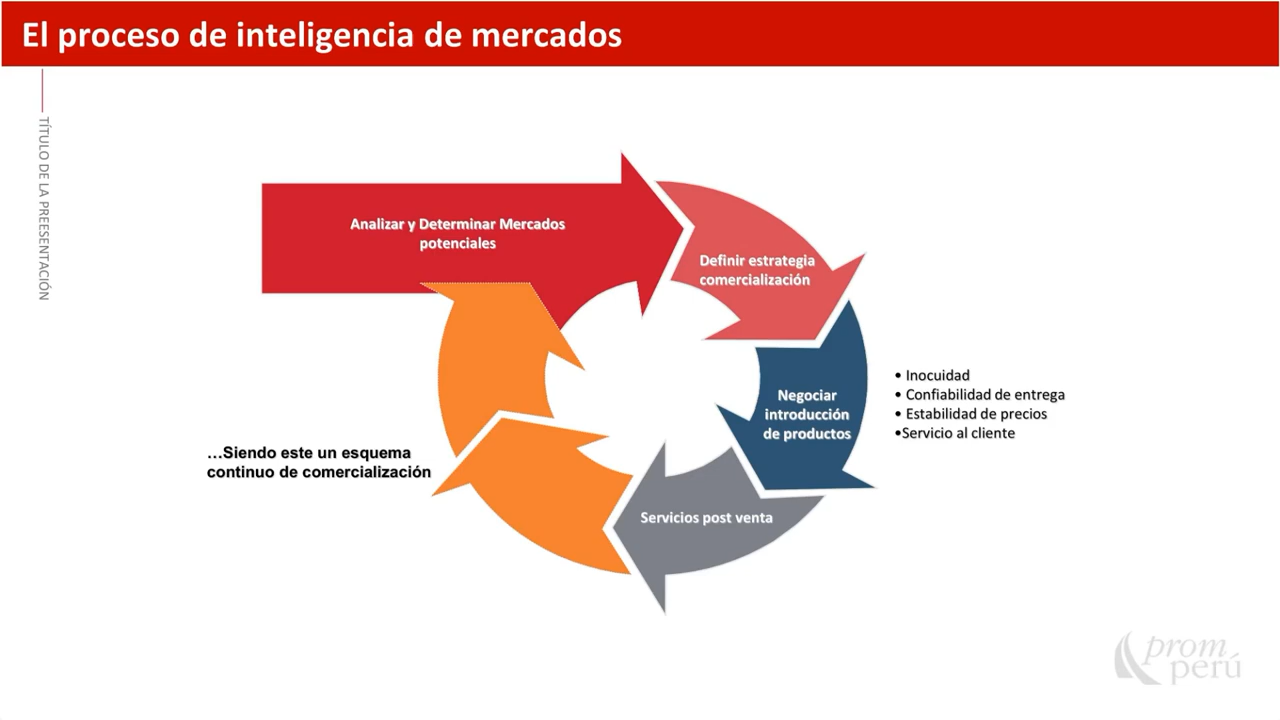 El proceso de inteligencia de mercados
TÍTULO DE LA PREESENTACIÓN
Analizar y Determinar Mercados
potenciales
Definir estrategia
comercialización
Negociar
introducción
de productos
• Inocuidad
• Confiabilidad de entrega
• Estabilidad de precios
•Servicio al cliente
Servicios post venta
...Siendo este un esquema
continuo de comercialización
prom
perú